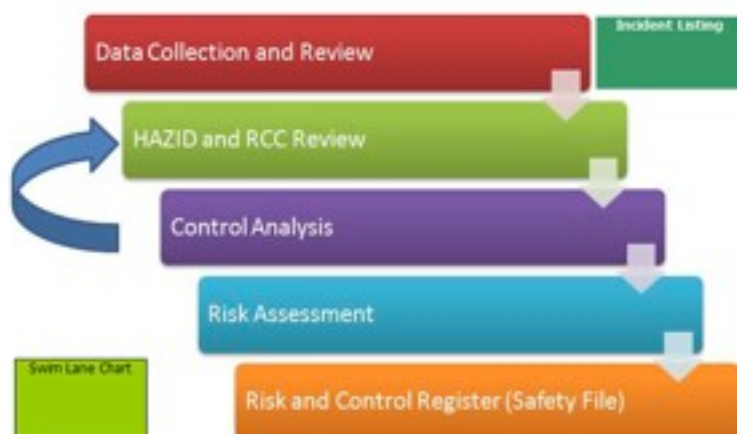 Data Collection and Review
Incident Listing
HAZID and RCC Review
Control Analysis
Risk Assessment
Swim Lane Chart
Risk and Control Register (Safety File)